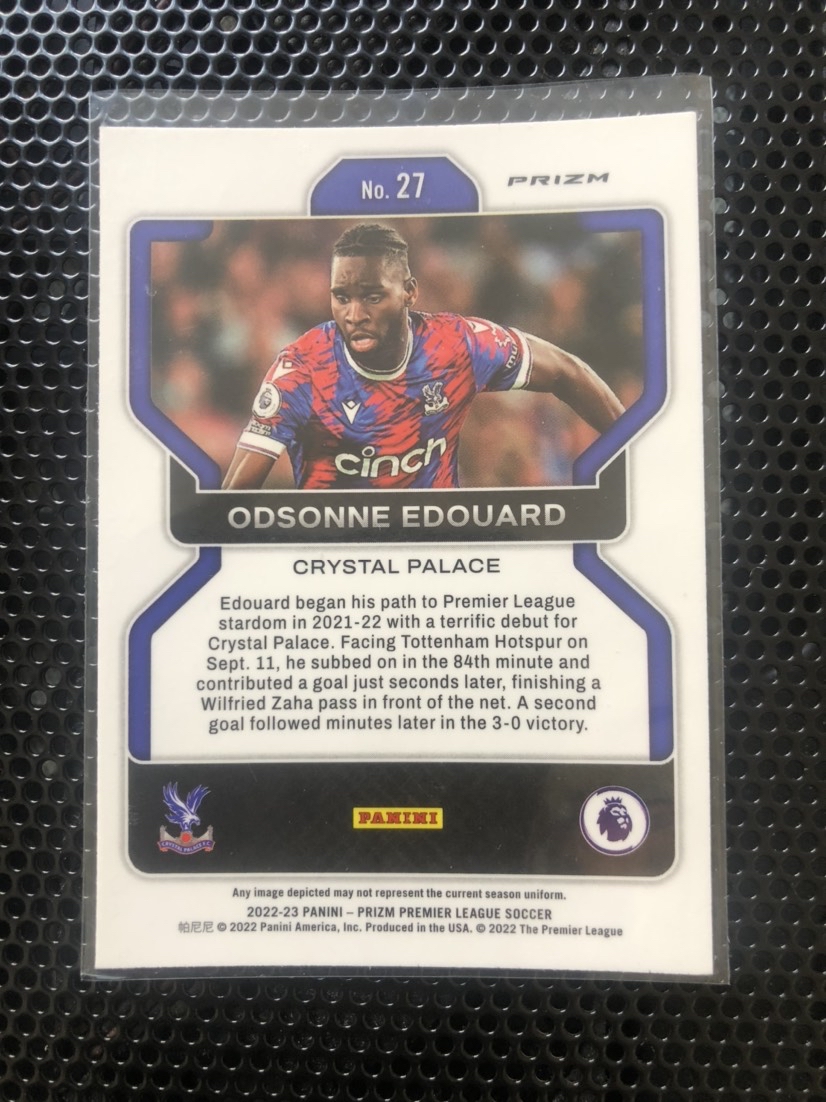 No. 27
PRIZM
cinch
ODSONNE EDOUARD
CRYSTAL PALACE
Edouard began his path to Premier League
stardom in 2021-22 with a terrific debut for
Crystal Palace. Facing Tottenham Hotspur on
Sept. 11, he subbed on in the 84th minute and
contributed a goal just seconds later, finishing a
Wilfried Zaha pass in front of the net. A second
goal followed minutes later in the 3-0 victory.
CRYSTAL PALACE F.C.
PANINI
Any image depicted may not represent the current season uniform.
2022-23 PANINI – PRIZM PREMIER LEAGUE SOCCER
帕尼尼 © 2022 Panini America, Inc. Produced in the USA. © 2022 The Premier League